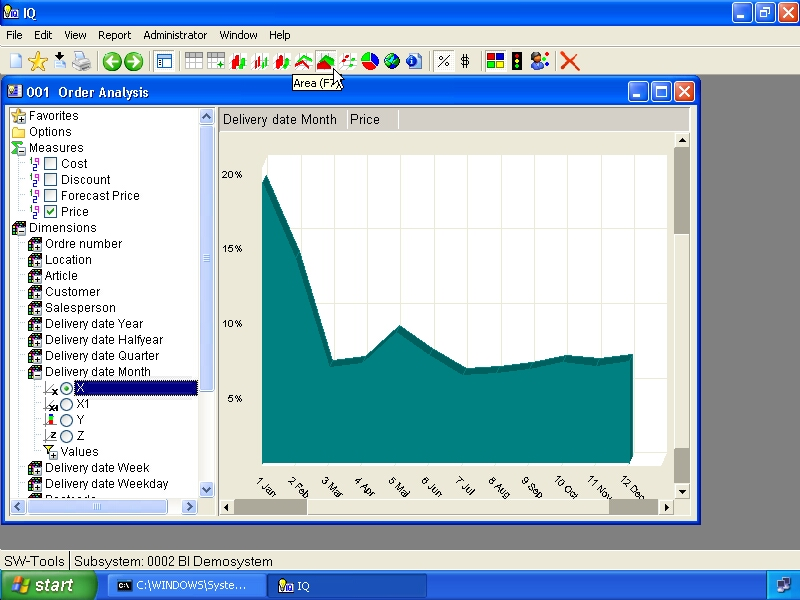 IQ
File Edit View Report Administrator Window Help
% $
Area (F7)
001 Order Analysis
Favorites
Options
Measures
Cost
Discount
Forecast Price
Price
Dimensions
Ordre number
Location
Article
Customer
Salesperson
Delivery date Year
Delivery date Halfyear
Delivery date Quarter
Delivery date Month
X
X1
Y
Z
Values
Delivery date Week
Delivery date Weekday
Delivery date Month Price
20%
15%
10%
5%
1 Jan 2 Feb 3 Mar 4 Apr 5 Mai 6 Jun 7 Jul 8 Aug 9 Sep 10 Oct 11 Nov 12 Dec
SW-Tools Subsystem: 0002 BI Demosystem
start C:\WINDOWS\Syste... IQ